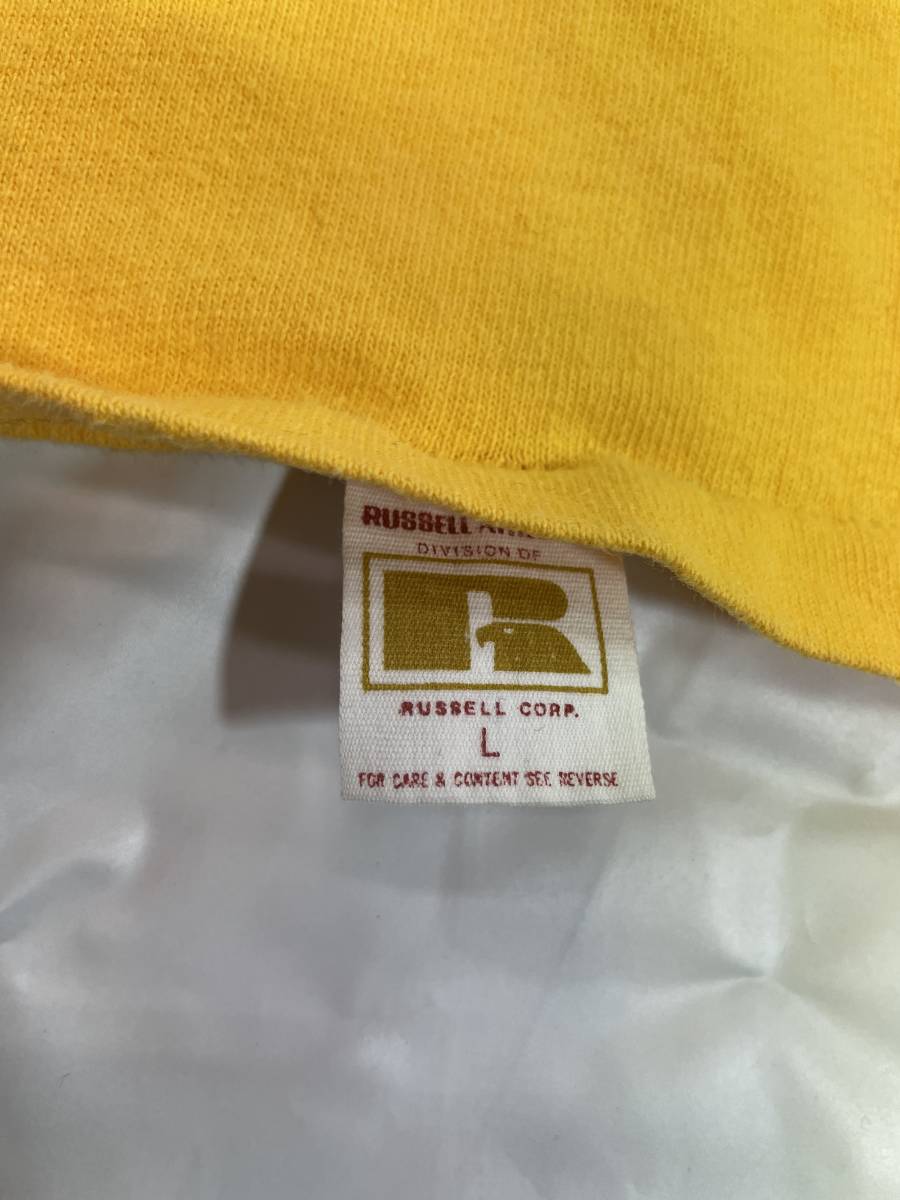 RUSSELL
DIVISION OF
R
RUSSELL CORP.
L
FOR CARE & CONTENT SEE REVERSE